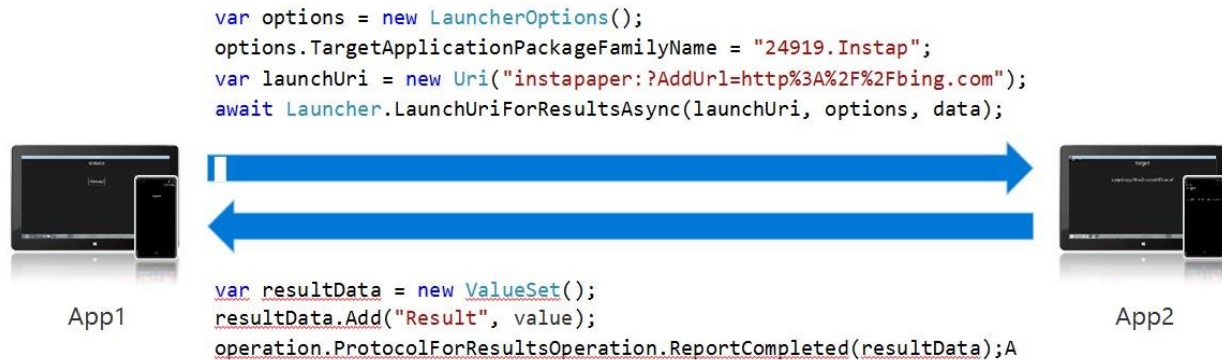 var options = new LauncherOptions();
options.TargetApplicationPackageFamilyName = "24919.Instap";
var launchUri = new Uri("instapaper:?AddUrl=http%3A%2F%2Fbing.com");
await Launcher.LaunchUriForResultsAsync(launchUri, options, data);
App1
App2
var resultData = new ValueSet();
resultData.Add("Result", value);
operation.ProtocolForResultsOperation.ReportCompleted(resultData);A